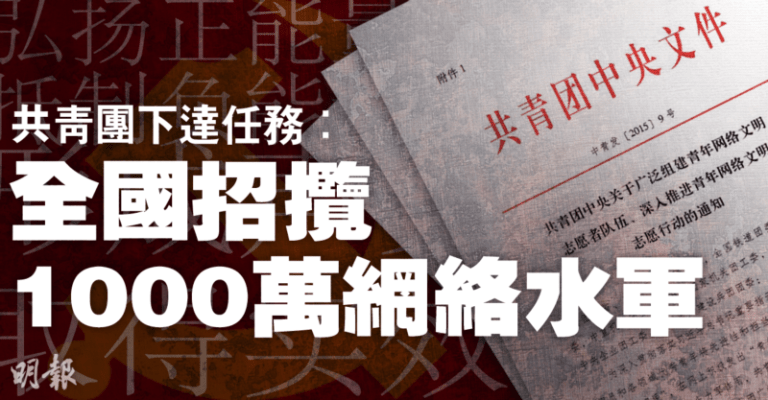 弘扬正能量
抵制负能
共青團下達任務：
全國招攬
1000萬網絡水軍
取得实效
明報
附件1
共青团中央文件
中青发〔2015〕9号
共青团中央关于广泛组建青年网络文明
志愿者队伍、深入推进青年网络文明
志愿行动的通知